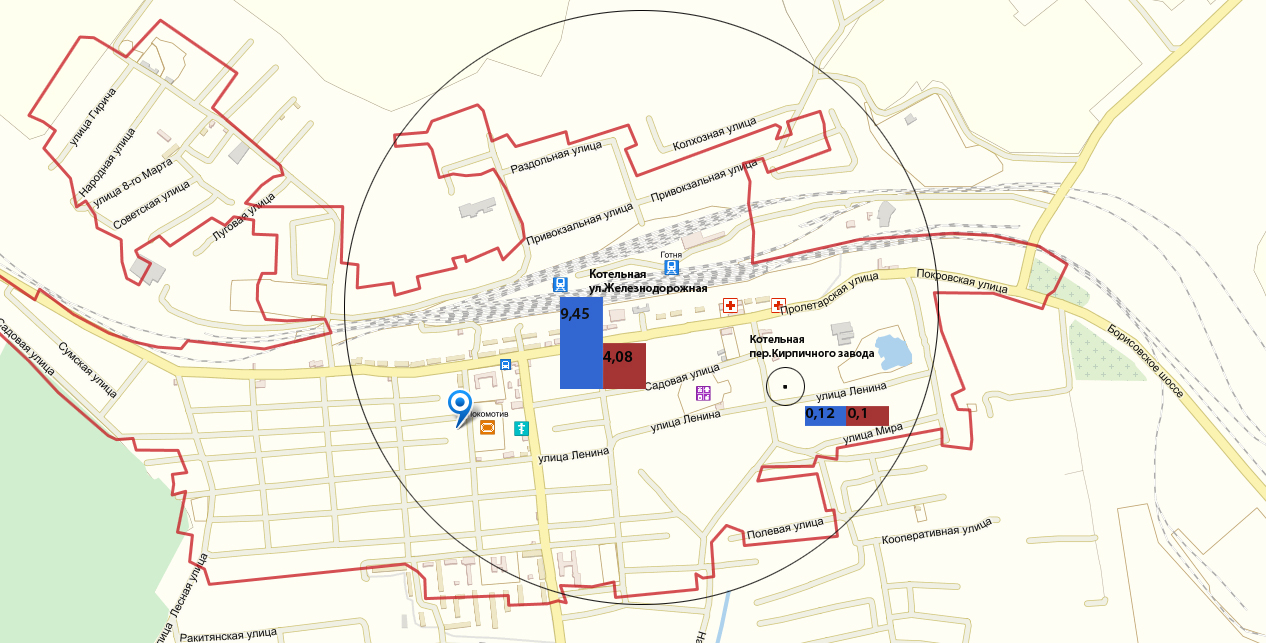 улица Гирича
Народная улица
улица 8-го Марта
Советская улица
Луговая улица
Раздольная улица
Колхозная улица
Привокзальная улица
Привокзальная улица
Готня
Котельная
ул.Железнодорожная
9,45
4,08
Пролетарская улица
Покровская улица
Борисовское шоссе
Котельная
пер.Кирпичного завода
0,12
0,1
Садовая улица
Сумская улица
Садовая улица
улица Ленина
улица Ленина
улица Ленина
улица Мира
локомотив
Полевая улица
Кооперативная улица
Лесная улица
улица
Ракитянская улица